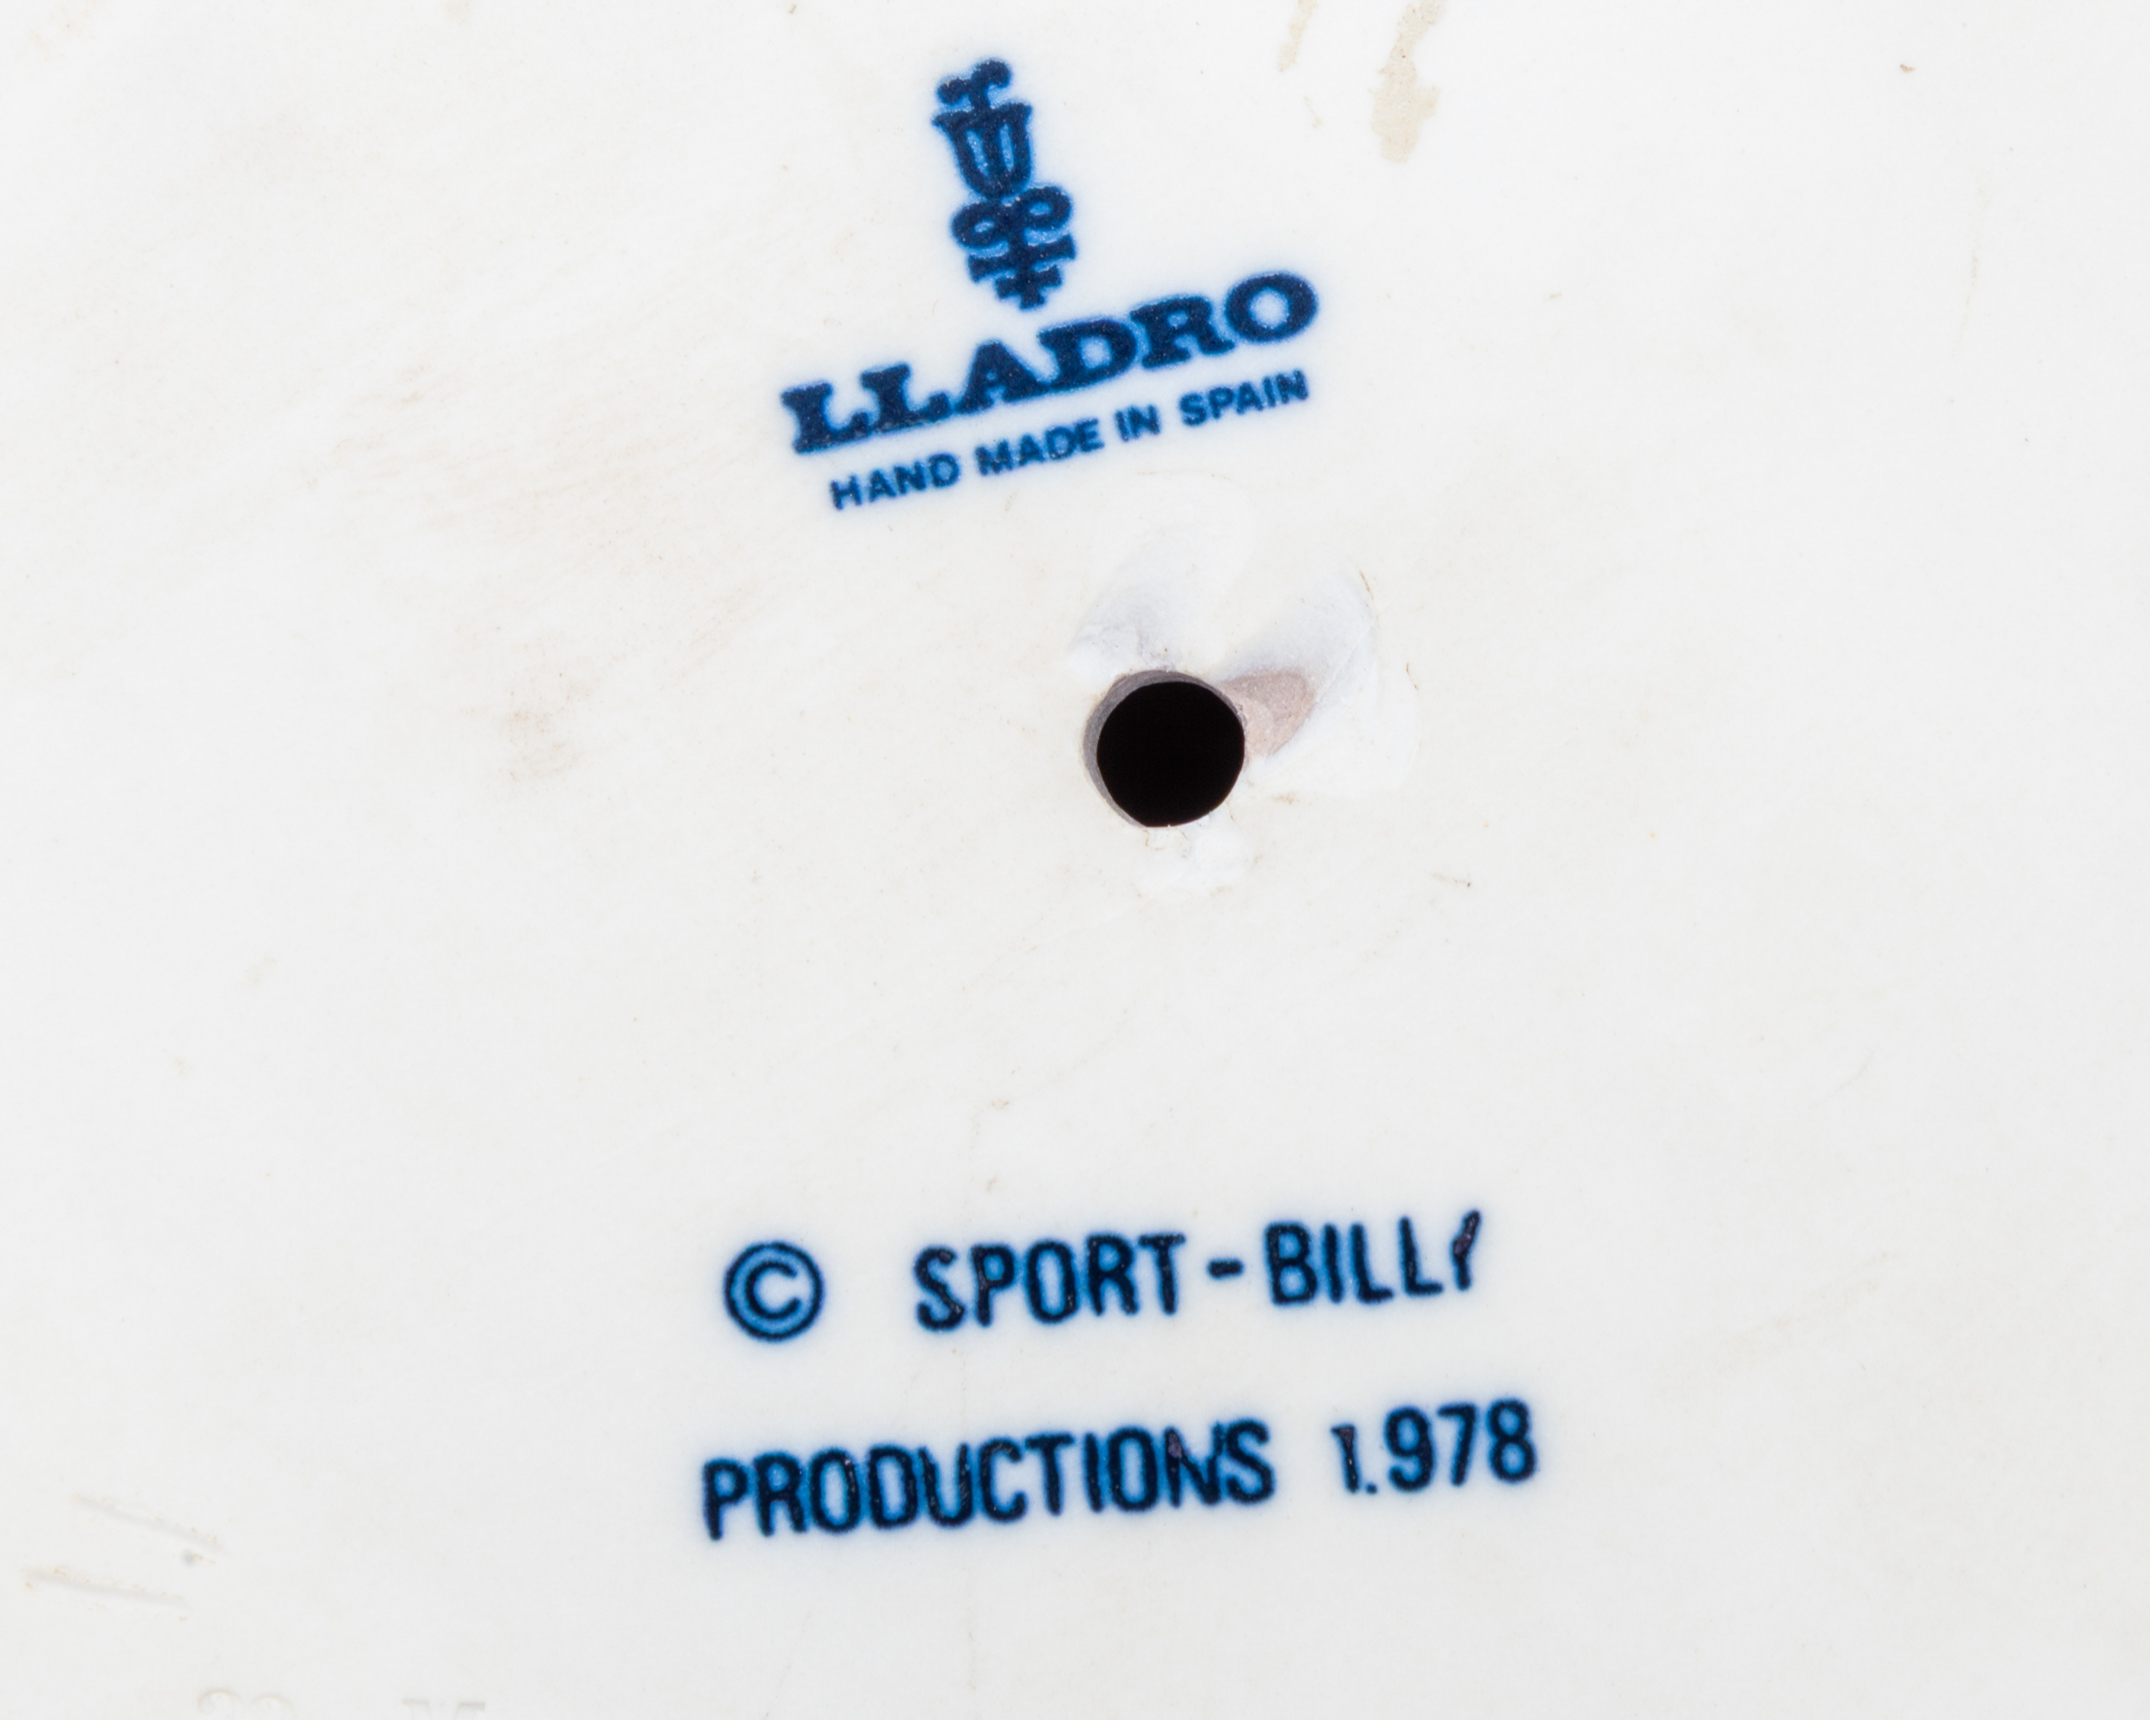 LLADRO
HAND MADE IN SPAIN
© SPORT-BILLY
PRODUCTIONS 1.978